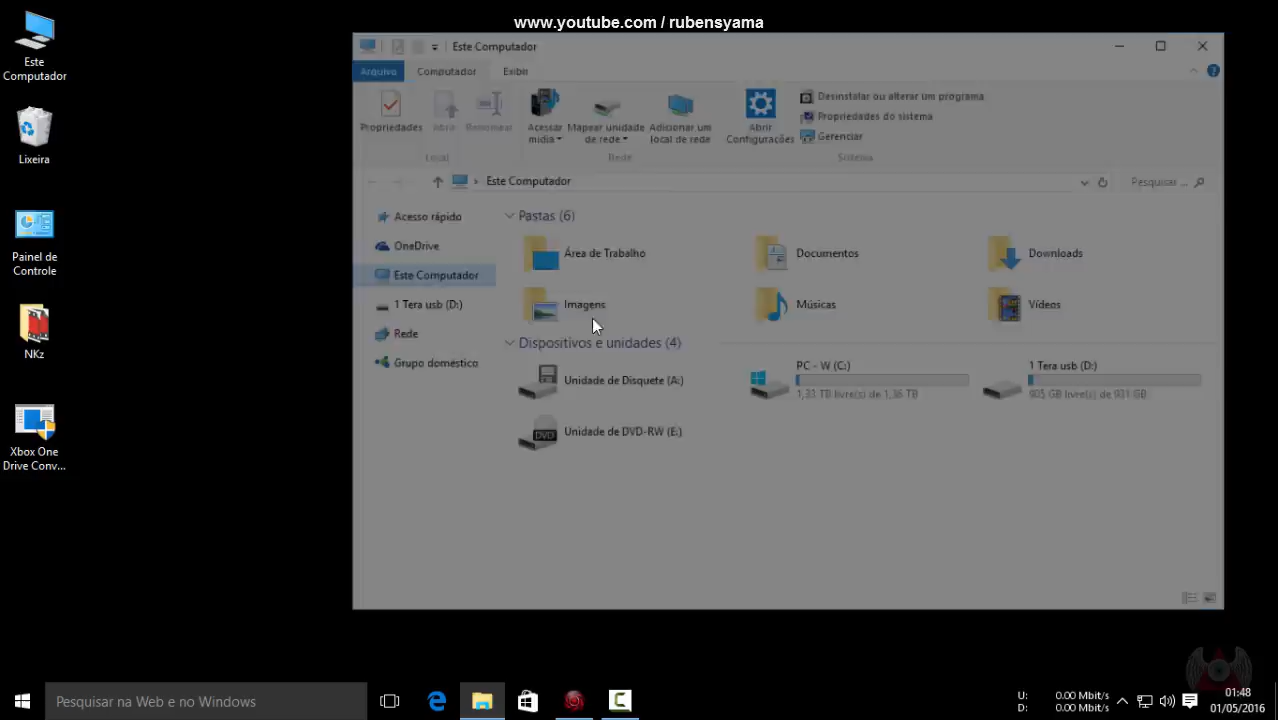 www.youtube.com / rubensyama
Este
Computador
Lixeira
Painel de
Controle
NKz
Xbox One
Drive Conv...
Este Computador
Arquivo
Computador
Exibir
Propriedades
Abrir
Renomear
Local
Acessar
mídia
Mapear unidade
de rede
Adicionar um
local de rede
Rede
Abrir
Configurações
Desinstalar ou alterar um programa
Propriedades do sistema
Gerenciar
Sistema
Este Computador
Pesquisar ...
Acesso rápido
OneDrive
Este Computador
1 Tera usb (D:)
Rede
Grupo doméstico
Pastas (6)
Área de Trabalho
Documentos
Downloads
Imagens
Músicas
Vídeos
Dispositivos e unidades (4)
Unidade de Disquete (A:)
PC - W (C:)
1,33 TB livre(s) de 1,36 TB
1 Tera usb (D:)
905 GB livre(s) de 931 GB
DVD
Unidade de DVD-RW (E:)
Pesquisar na Web e no Windows
U: 0.00 Mbit/s
D: 0.00 Mbit/s
01:48
01/05/2016